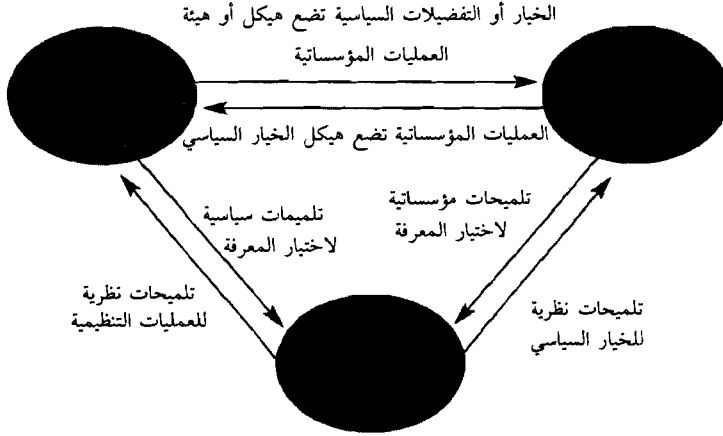 الخيار أو التفضيلات السياسية تضع هيكل أو هيئة
العمليات المؤسساتية
العمليات المؤسساتية تضع هيكل الخيار السياسي
تلميحات مؤسساتية
لاختيار المعرفة
تلميمات سياسية
لاختيار المعرفة
تلميحات نظرية
للخيار السياسي
تلميحات نظرية
للعمليات التنظيمية